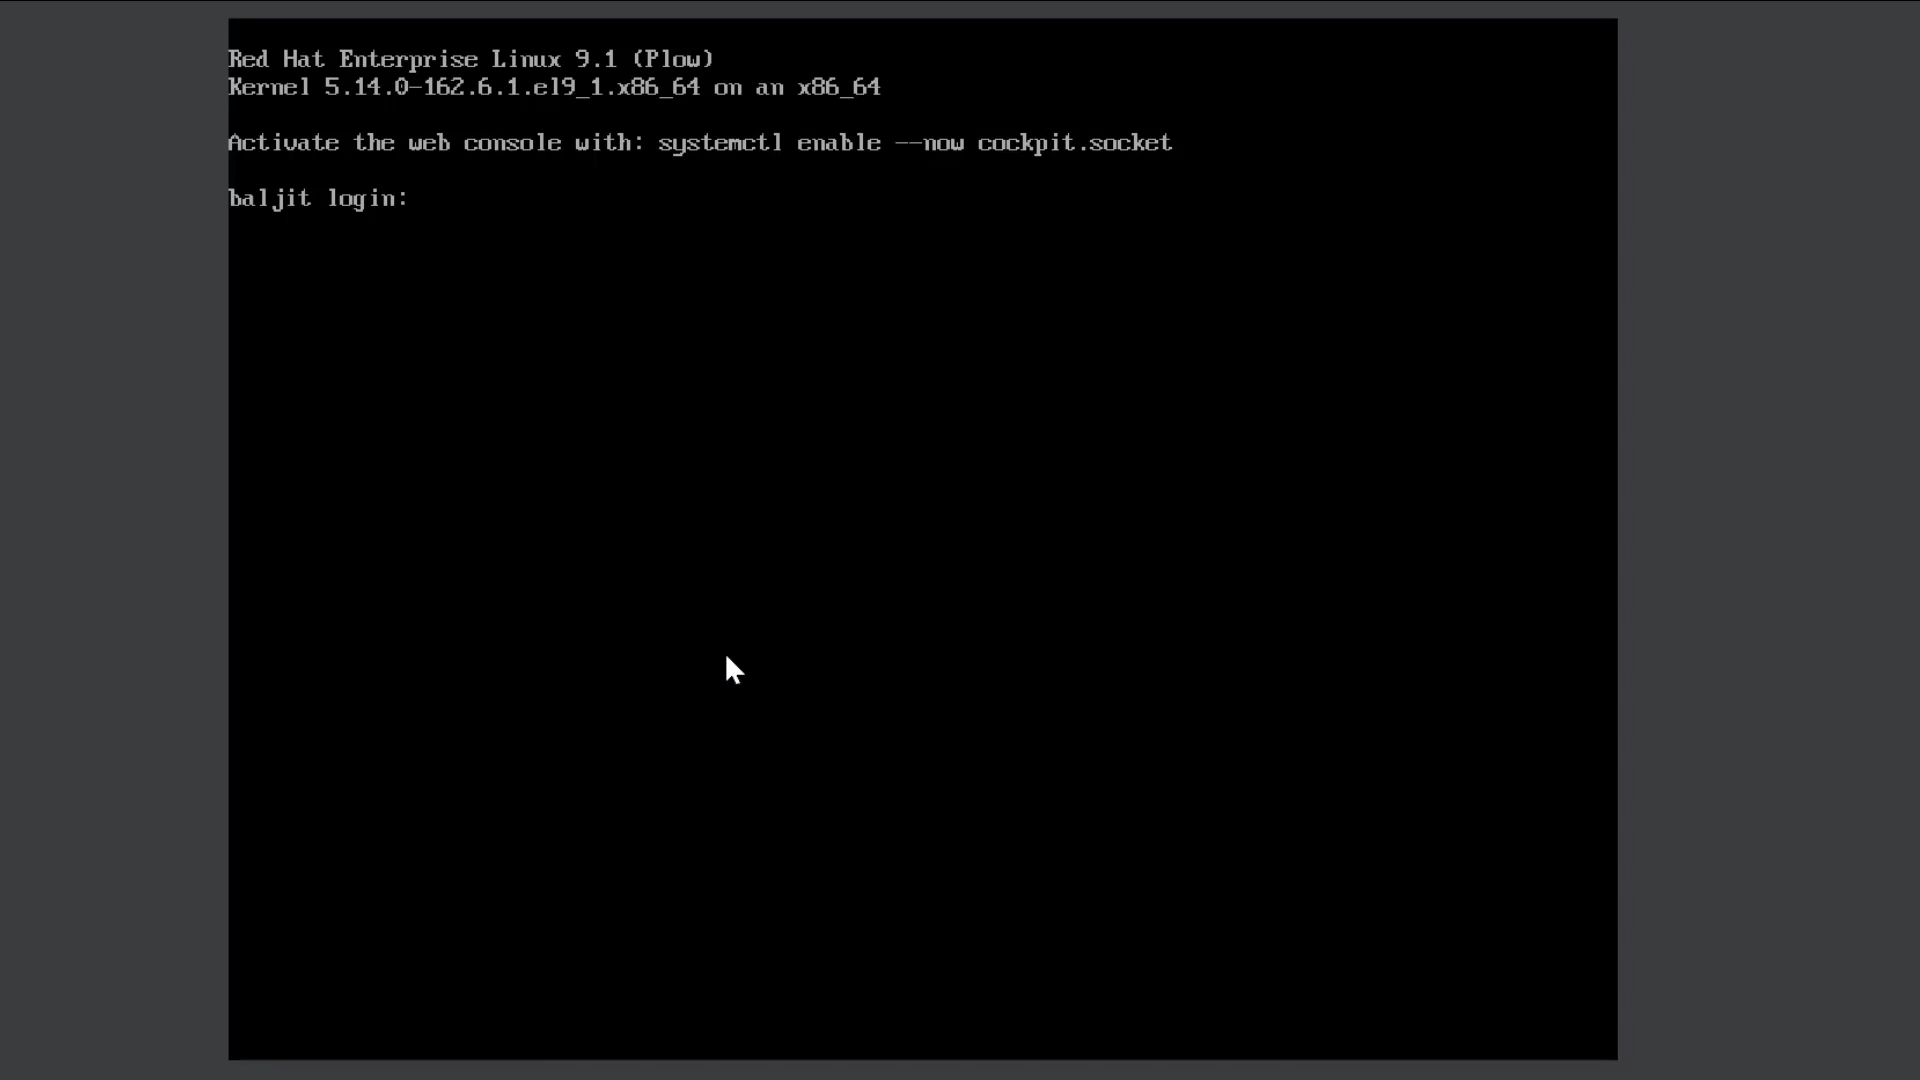 Red Hat Enterprise Linux 9.1 (Plow)
Kernel 5.14.0-162.6.1.el9_1.x86_64 on an x86_64
Activate the web console with: systemctl enable --now cockpit.socket
baljit login: